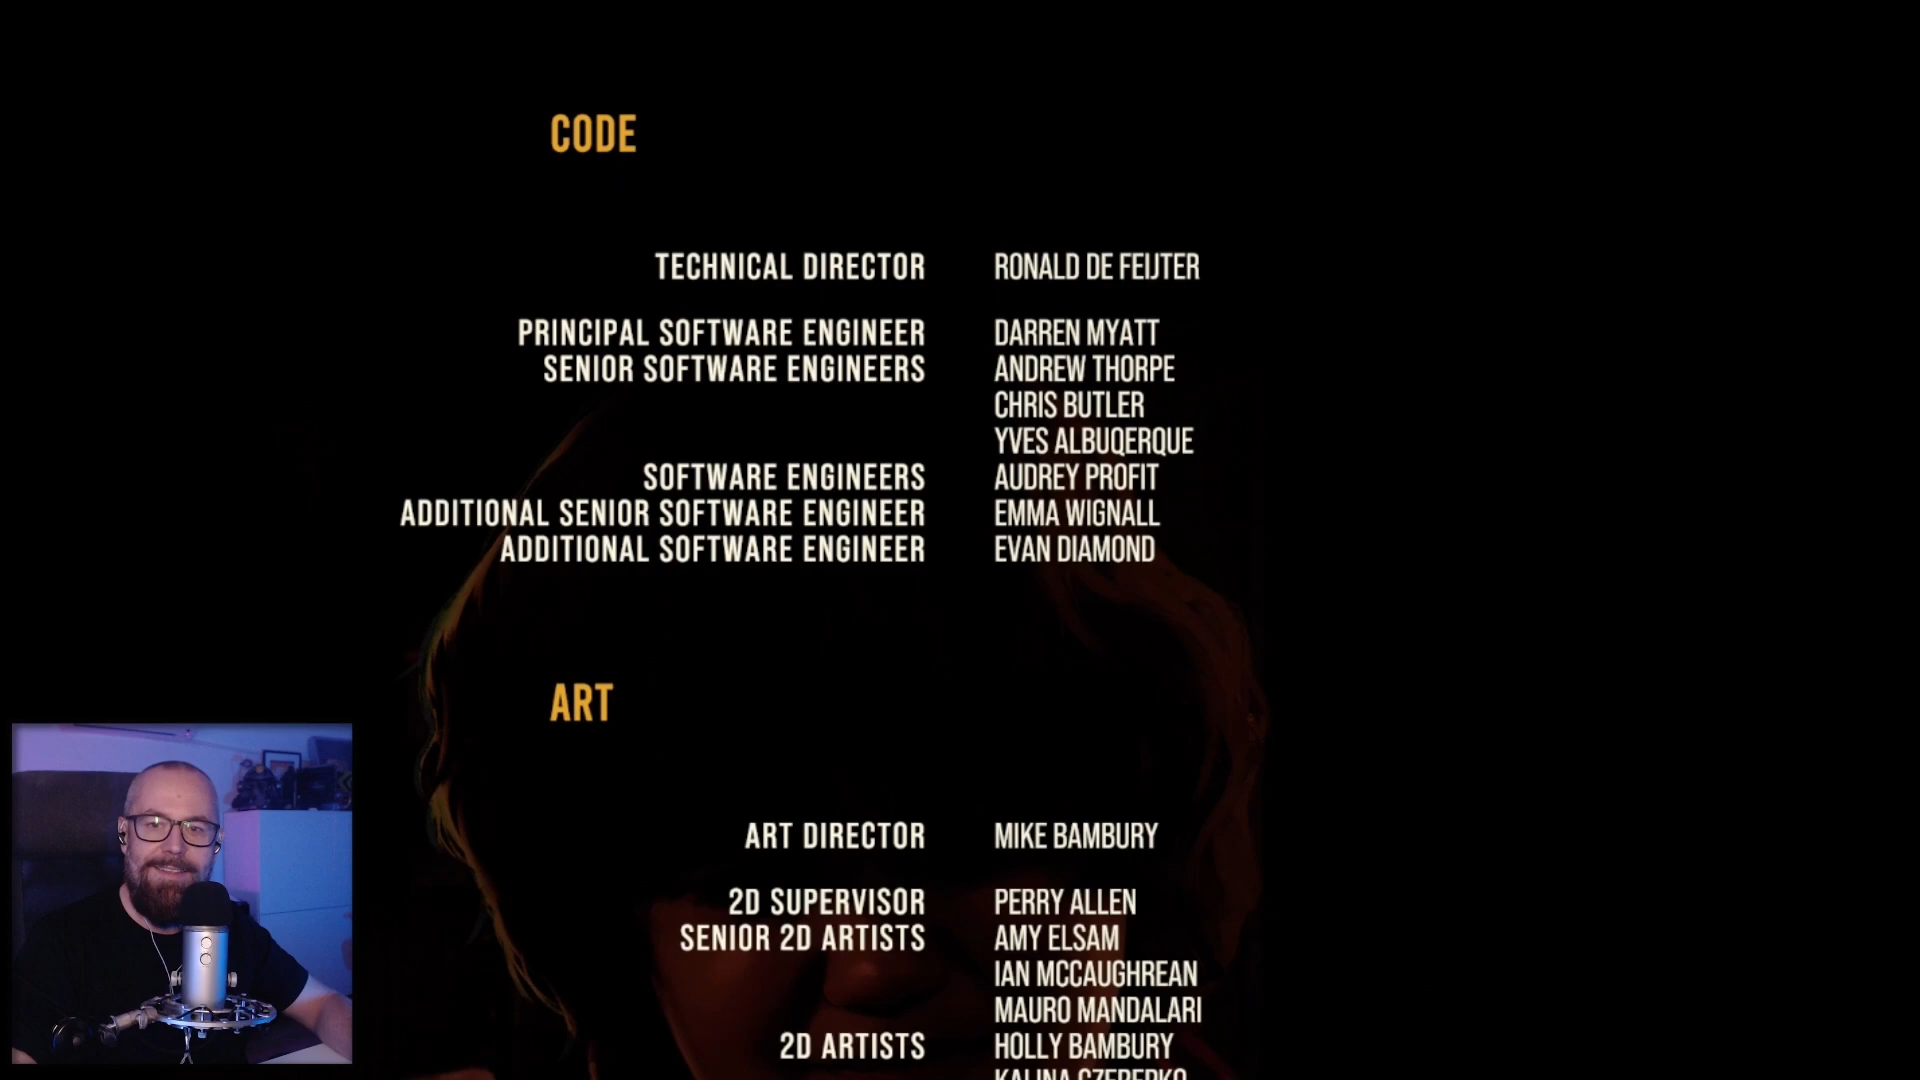 CODE
TECHNICAL DIRECTOR RONALD DE FEIJTER
PRINCIPAL SOFTWARE ENGINEER DARREN MYATT
SENIOR SOFTWARE ENGINEERS ANDREW THORPE
CHRIS BUTLER
YVES ALBUQERQUE
SOFTWARE ENGINEERS AUDREY PROFIT
ADDITIONAL SENIOR SOFTWARE ENGINEER EMMA WIGNALL
ADDITIONAL SOFTWARE ENGINEER EVAN DIAMOND
ART
ART DIRECTOR MIKE BAMBURY
2D SUPERVISOR PERRY ALLEN
SENIOR 2D ARTISTS AMY ELSAM
IAN MCCAUGHREAN
MAURO MANDALARI
2D ARTISTS HOLLY BAMBURY
KALINA